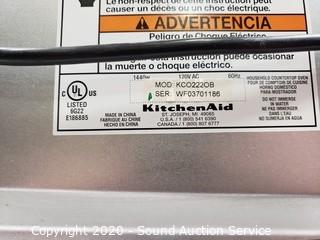 Non-respect de cette instruction peut
causer un décès ou un choc électrique.
ADVERTENCIA
Peligro de Choque Eléctrico
la muerte o choque eléctrico.
1440w 120V AC 60Hz
MOD: KCO222OB
SER: WF03701186
KitchenAid
ST. JOSEPH, MI 49085
U.S.A. / 1 (800) 541 6390
CANADA / 1 (800) 807 6777
UL
LISTED
9G22
E186885
MADE IN CHINA
FABRIQUÉ EN CHINE
HECHO EN CHINA
HOUSEHOLD COUNTERTOP OVEN
FOUR DE COMPTOIR DE CUISINE
HORNO DOMÉSTICO
PARA MOSTRADOR
DO NOT IMMERSE
IN WATER
NE PAS IMMERGER
DANS L'EAU
NO SUMERJA EN EL AGUA
Copyright 2020 - Sound Auction Service